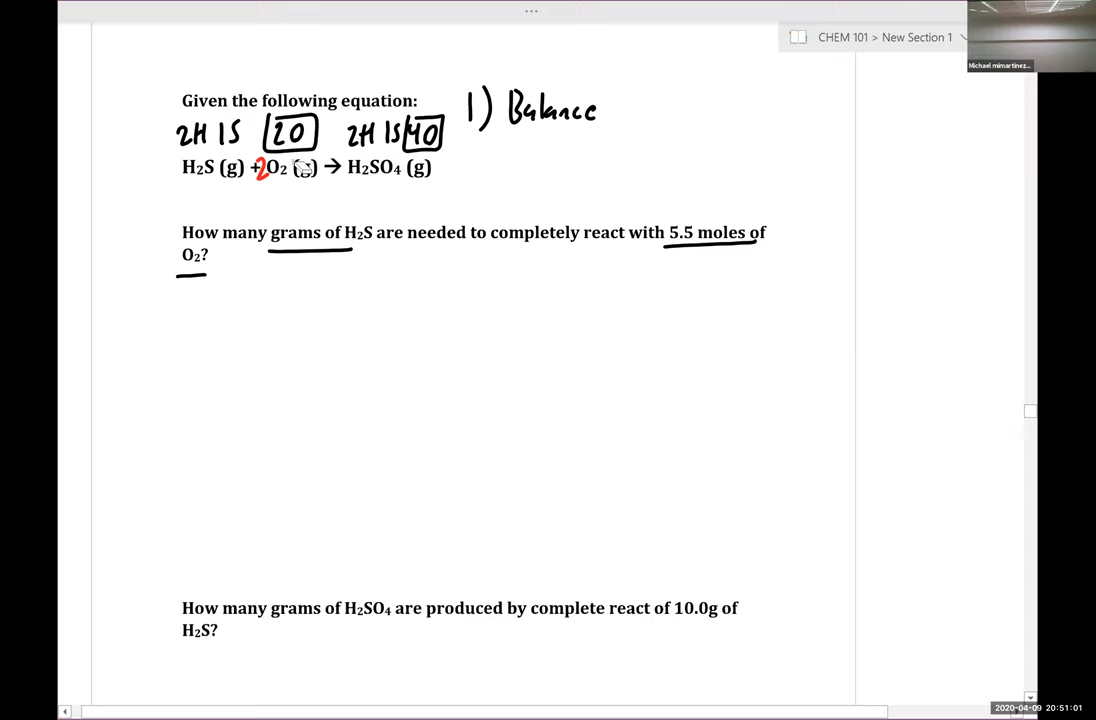 ...
CHEM 101 > New Section 1
Michael mimartinez...
Given the following equation:
1) Balance
2H 1S 2O 2H 1S 4O
H₂S (g) + 2O₂ (g) → H₂SO₄ (g)
How many grams of H₂S are needed to completely react with 5.5 moles of
O₂?
How many grams of H₂SO₄ are produced by complete react of 10.0g of
H₂S?
2020-04-09 20:51:01